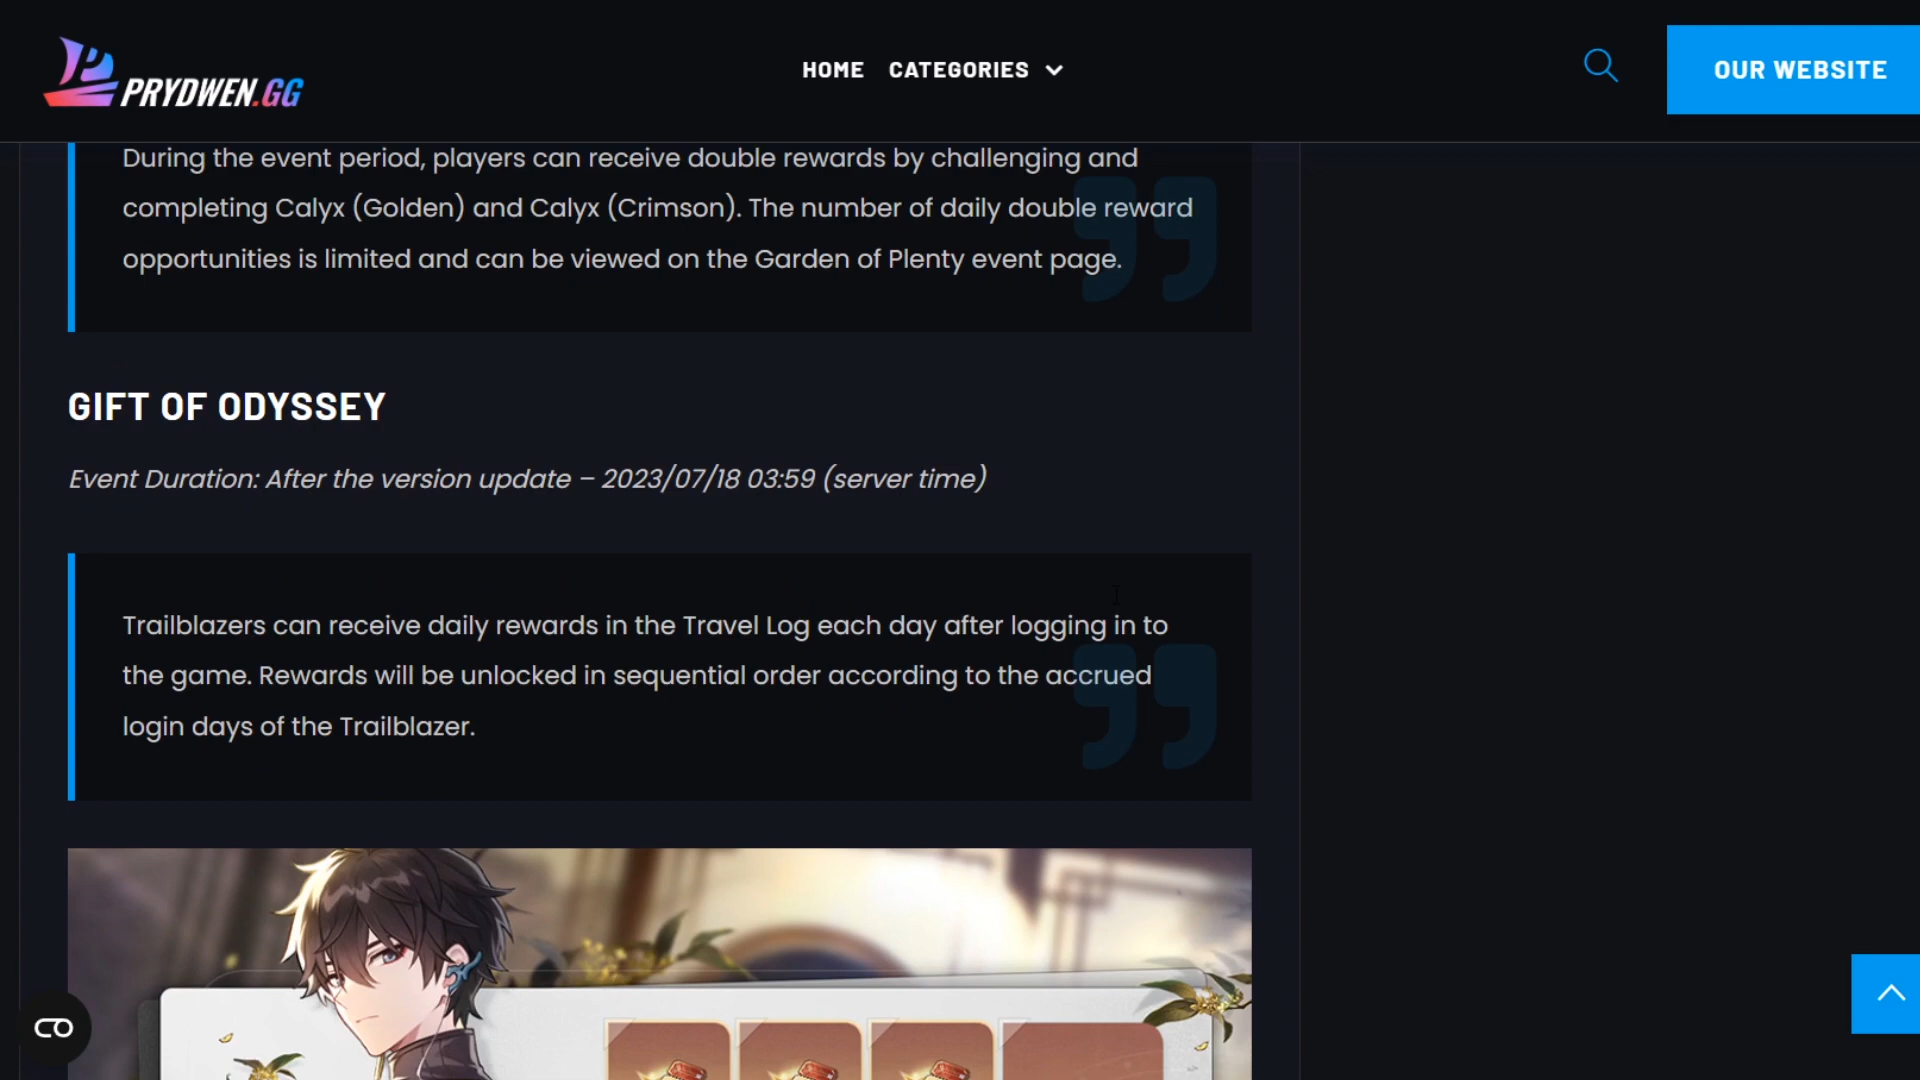 PRYDWEN.GG
HOME CATEGORIES
OUR WEBSITE
During the event period, players can receive double rewards by challenging and
completing Calyx (Golden) and Calyx (Crimson). The number of daily double reward
opportunities is limited and can be viewed on the Garden of Plenty event page.
GIFT OF ODYSSEY
Event Duration: After the version update – 2023/07/18 03:59 (server time)
Trailblazers can receive daily rewards in the Travel Log each day after logging in to
the game. Rewards will be unlocked in sequential order according to the accrued
login days of the Trailblazer.